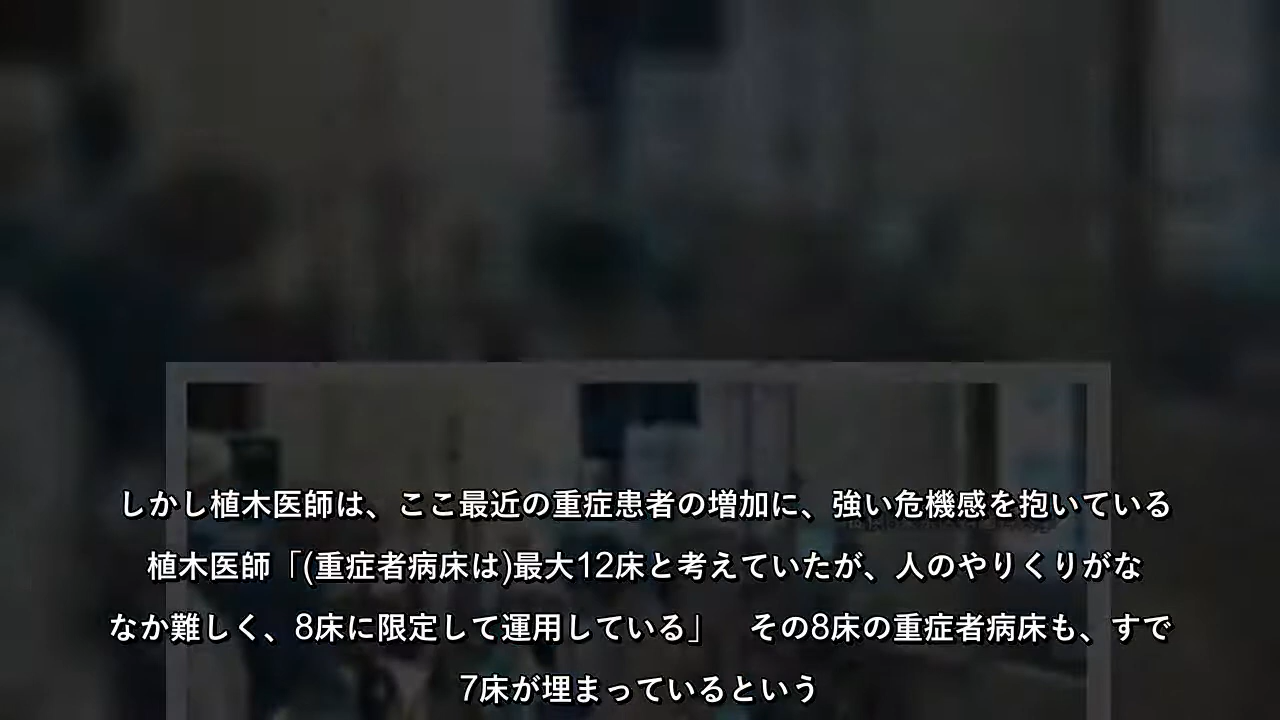 しかし植木医師は、ここ最近の重症患者の増加に、強い危機感を抱いている
植木医師「(重症者病床は)最大12床と考えていたが、人のやりくりがな
なか難しく、8床に限定して運用している」　その8床の重症者病床も、すで
7床が埋まっているという